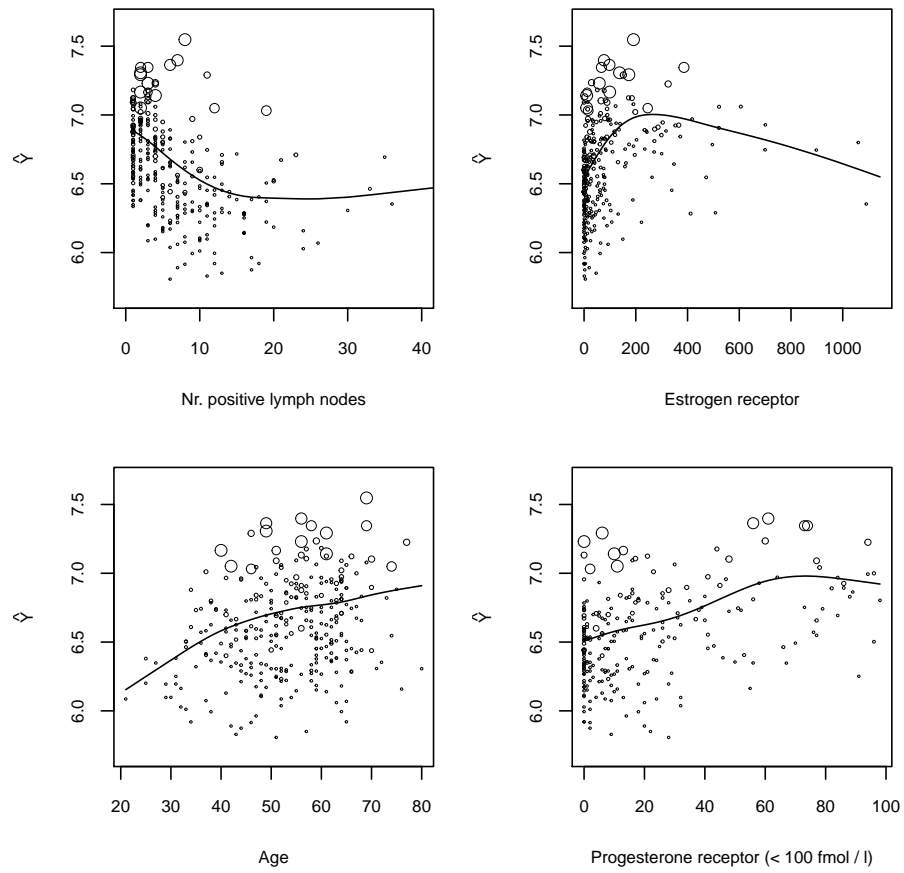 7.5
7.0
6.5
6.0
Ŷ
0 10 20 30 40
Nr. positive lymph nodes
7.5
7.0
6.5
6.0
Ŷ
0 200 400 600 800 1000
Estrogen receptor
7.5
7.0
6.5
6.0
Ŷ
20 30 40 50 60 70 80
Age
7.5
7.0
6.5
6.0
Ŷ
0 20 40 60 80 100
Progesterone receptor (< 100 fmol / l)